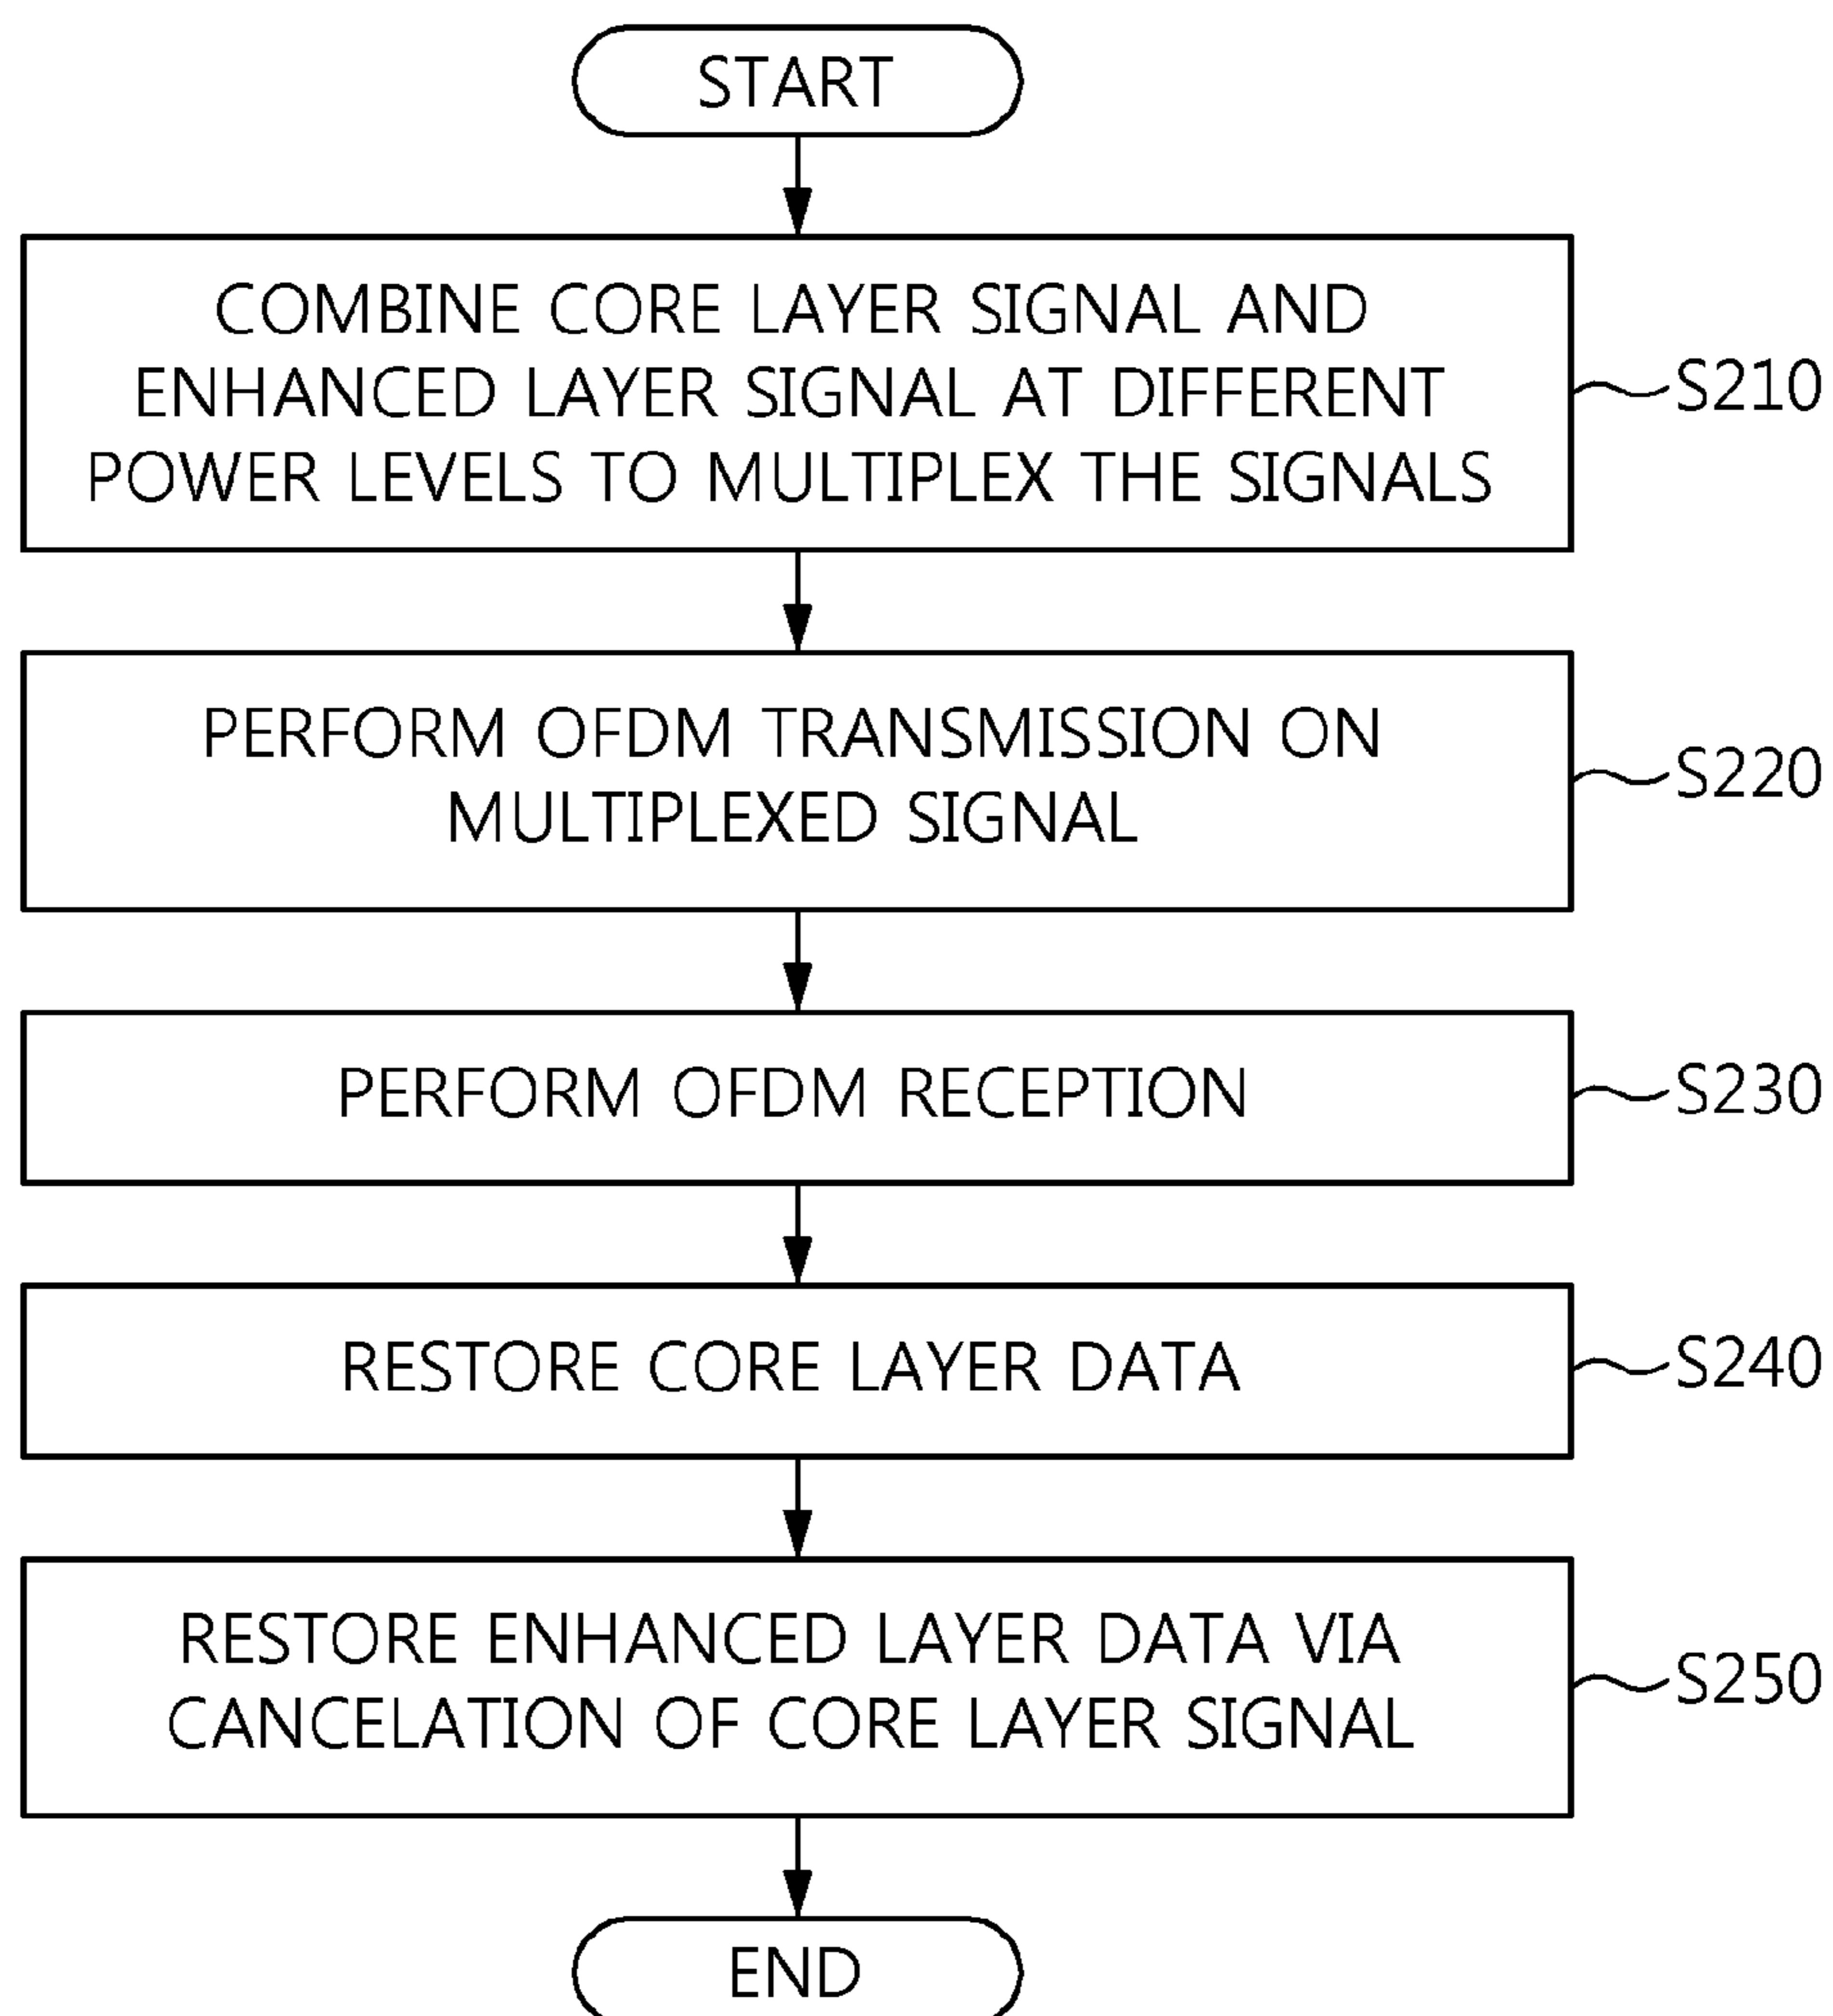 START
COMBINE CORE LAYER SIGNAL AND
ENHANCED LAYER SIGNAL AT DIFFERENT
POWER LEVELS TO MULTIPLEX THE SIGNALS
S210
PERFORM OFDM TRANSMISSION ON
MULTIPLEXED SIGNAL
S220
PERFORM OFDM RECEPTION
S230
RESTORE CORE LAYER DATA
S240
RESTORE ENHANCED LAYER DATA VIA
CANCELATION OF CORE LAYER SIGNAL
S250
END